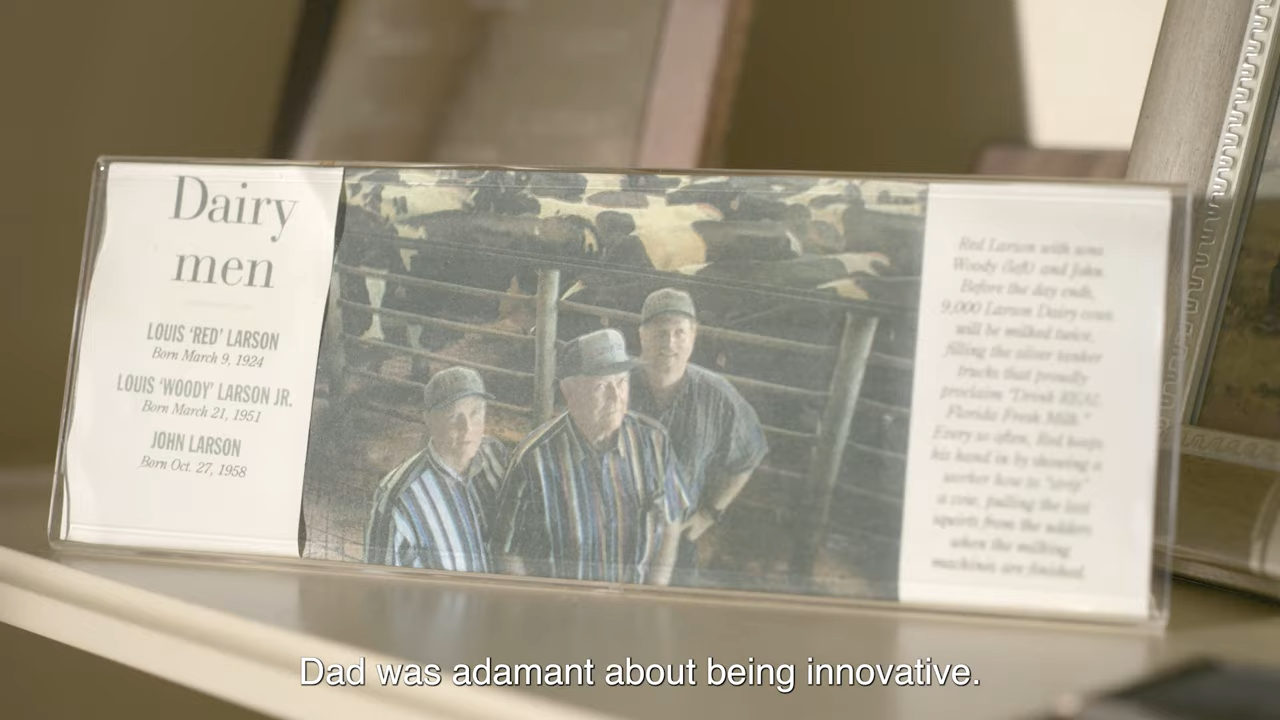 Dairy
men
LOUIS 'RED' LARSON
Born March 9, 1924
LOUIS 'WOODY' LARSON JR.
Born March 21, 1951
JOHN LARSON
Born Oct. 27, 1958
Red Larson with sons
Woody (left) and John.
Before the day ends,
9,000 Larson Dairy cows
will be milked twice,
filling the silver tanker
trucks that proudly
proclaim "Drink REAL
Florida Fresh Milk."
Every so often, Red keeps
his hand in by showing a
worker how to "strip"
a cow, pulling the last
squirts from the udders
when the milking
machines are finished.
Dad was adamant about being innovative.